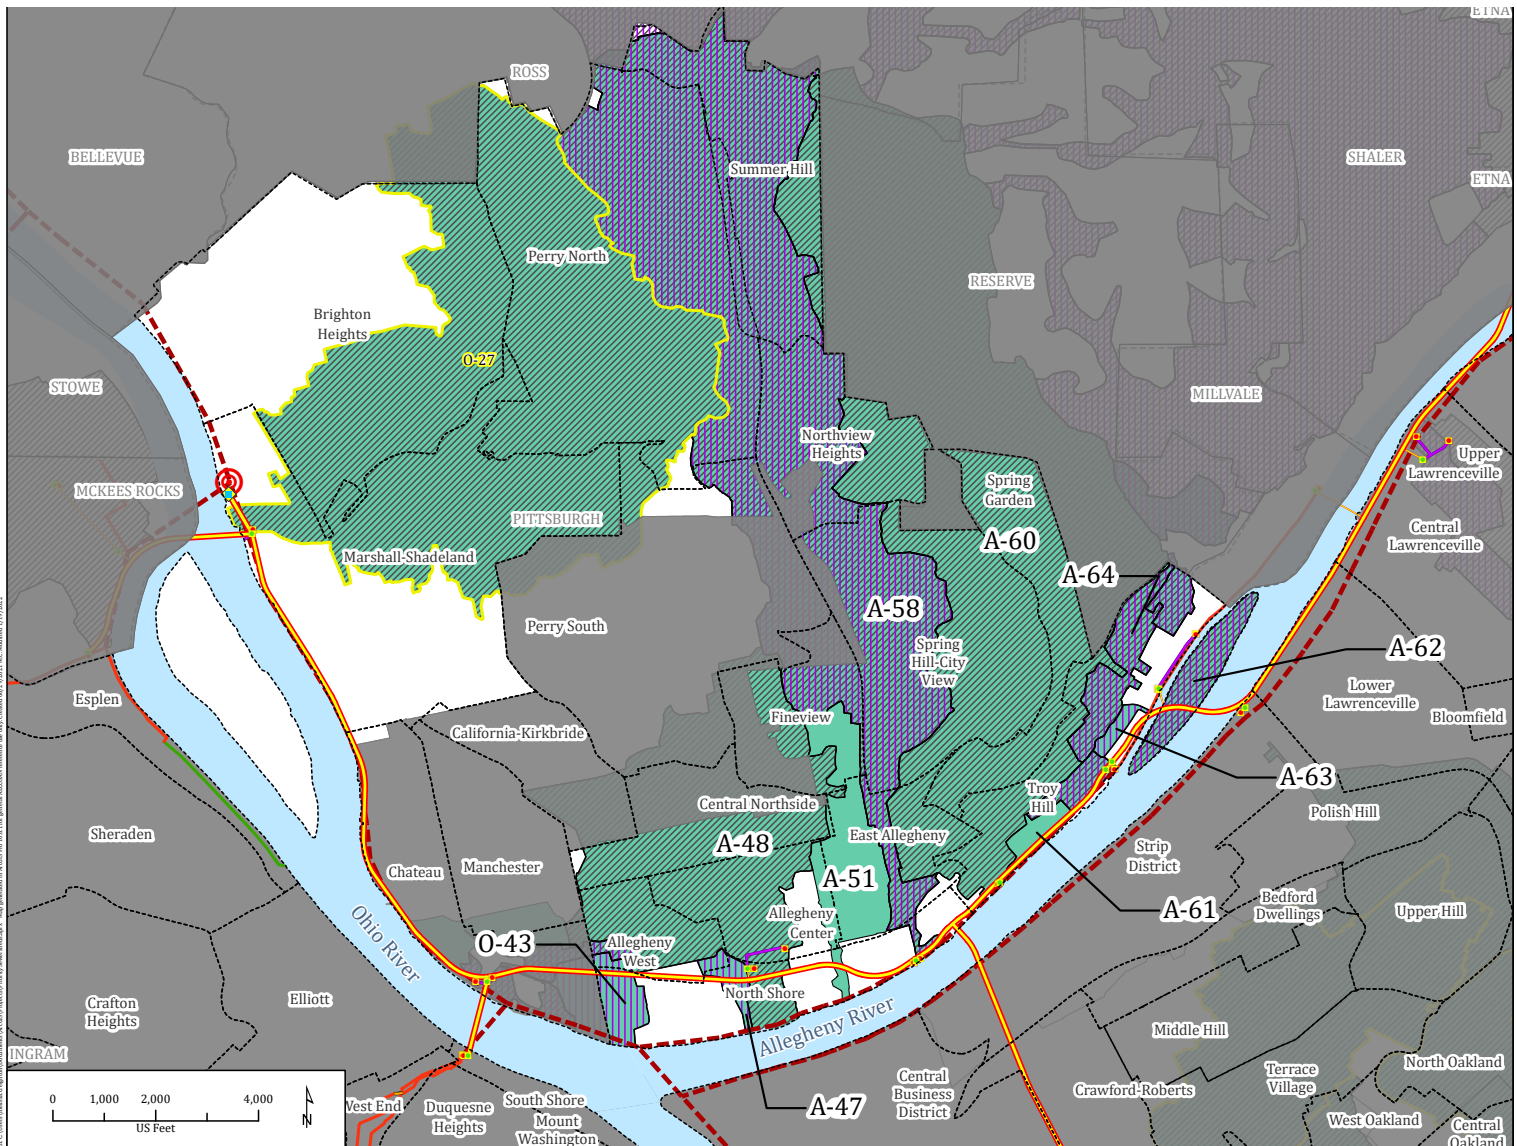 ETNA
ROSS
BELLEVUE
SHALER
Summer Hill
ETNA
Perry North
RESERVE
Brighton
Heights
O-27
STOWE
MILLVALE
Northview
Heights
Upper
Lawrenceville
Spring
Garden
MCKEES ROCKS
PITTSBURGH
Central
Lawrenceville
A-60
Marshall-Shadeland
A-64
A-58
Perry South
Spring
Hill-City
View
A-62
Esplen
Lower
Lawrenceville
Fineview
Bloomfield
California-Kirkbride
A-63
Troy
Hill
Central Northside
Polish Hill
Sheraden
East Allegheny
A-48
Strip
District
Chateau
Manchester
A-51
Bedford
Dwellings
Upper Hill
A-61
Allegheny
Center
Ohio River
O-43
Allegheny
West
Elliott
North Shore
Crafton
Heights
Allegheny River
Middle Hill
INGRAM
North Oakland
Terrace
Village
Central
Business
District
Crawford-Roberts
0 1,000 2,000 4,000
US Feet
N
West End
Duquesne
Heights
South Shore
Mount
Washington
A-47
West Oakland
Central
Oakland